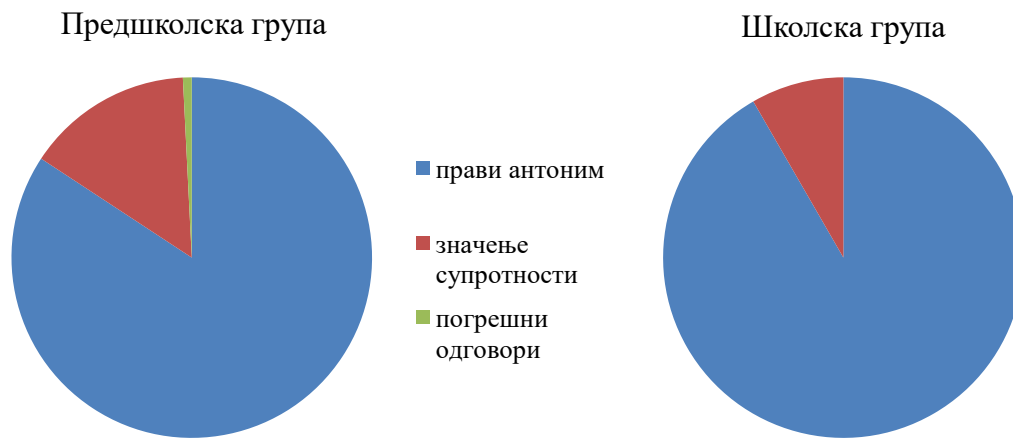 Предшколска група
Школска група
прави антоним
значење
супротности
погрешни
одговори